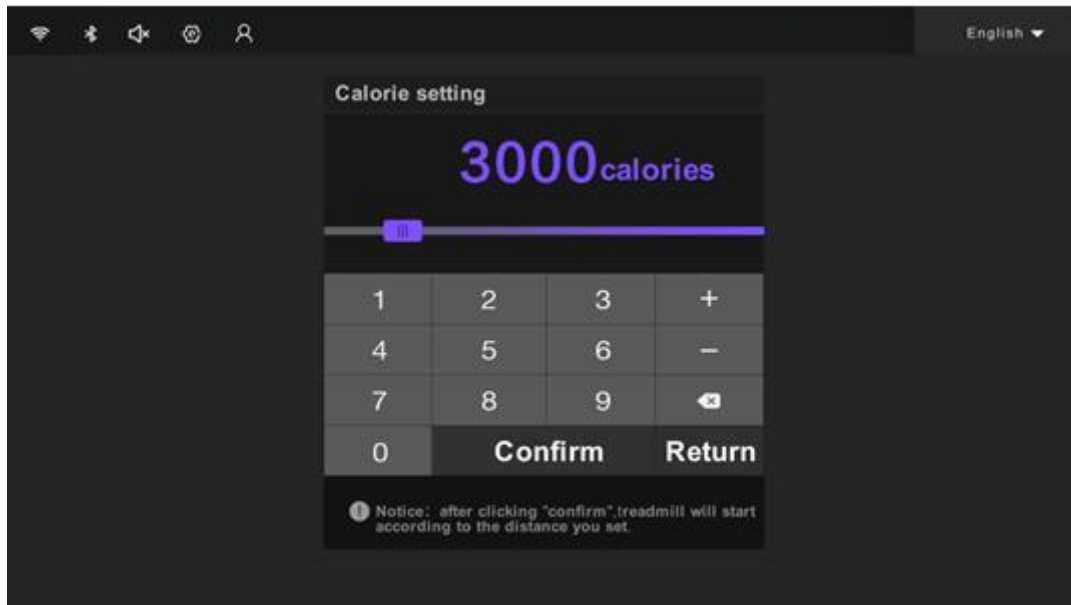 English
Calorie setting
3000calories
1 2 3 +
4 5 6 −
7 8 9
0 Confirm Return
Notice: after clicking "confirm",treadmill will start
according to the distance you set.